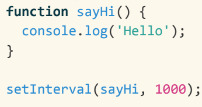 function sayHi() {
  console.log('Hello');
}

setInterval(sayHi, 1000);